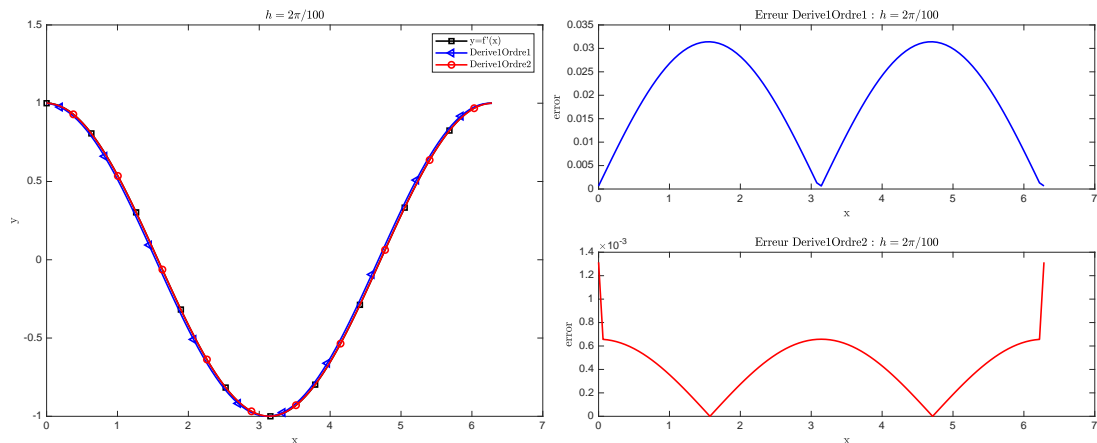 h = 2π/100
1.5
1
0.5
0
-0.5
-1
y
0 1 2 3 4 5 6 7
x
y=f'(x)
Derive1Ordre1
Derive1Ordre2
Erreur Derive1Ordre1 : h = 2π/100
0.035
0.03
0.025
0.02
0.015
0.01
0.005
0
error
0 1 2 3 4 5 6 7
x
Erreur Derive1Ordre2 : h = 2π/100
×10⁻³
1.4
1.2
1
0.8
0.6
0.4
0.2
0
error
0 1 2 3 4 5 6 7
x